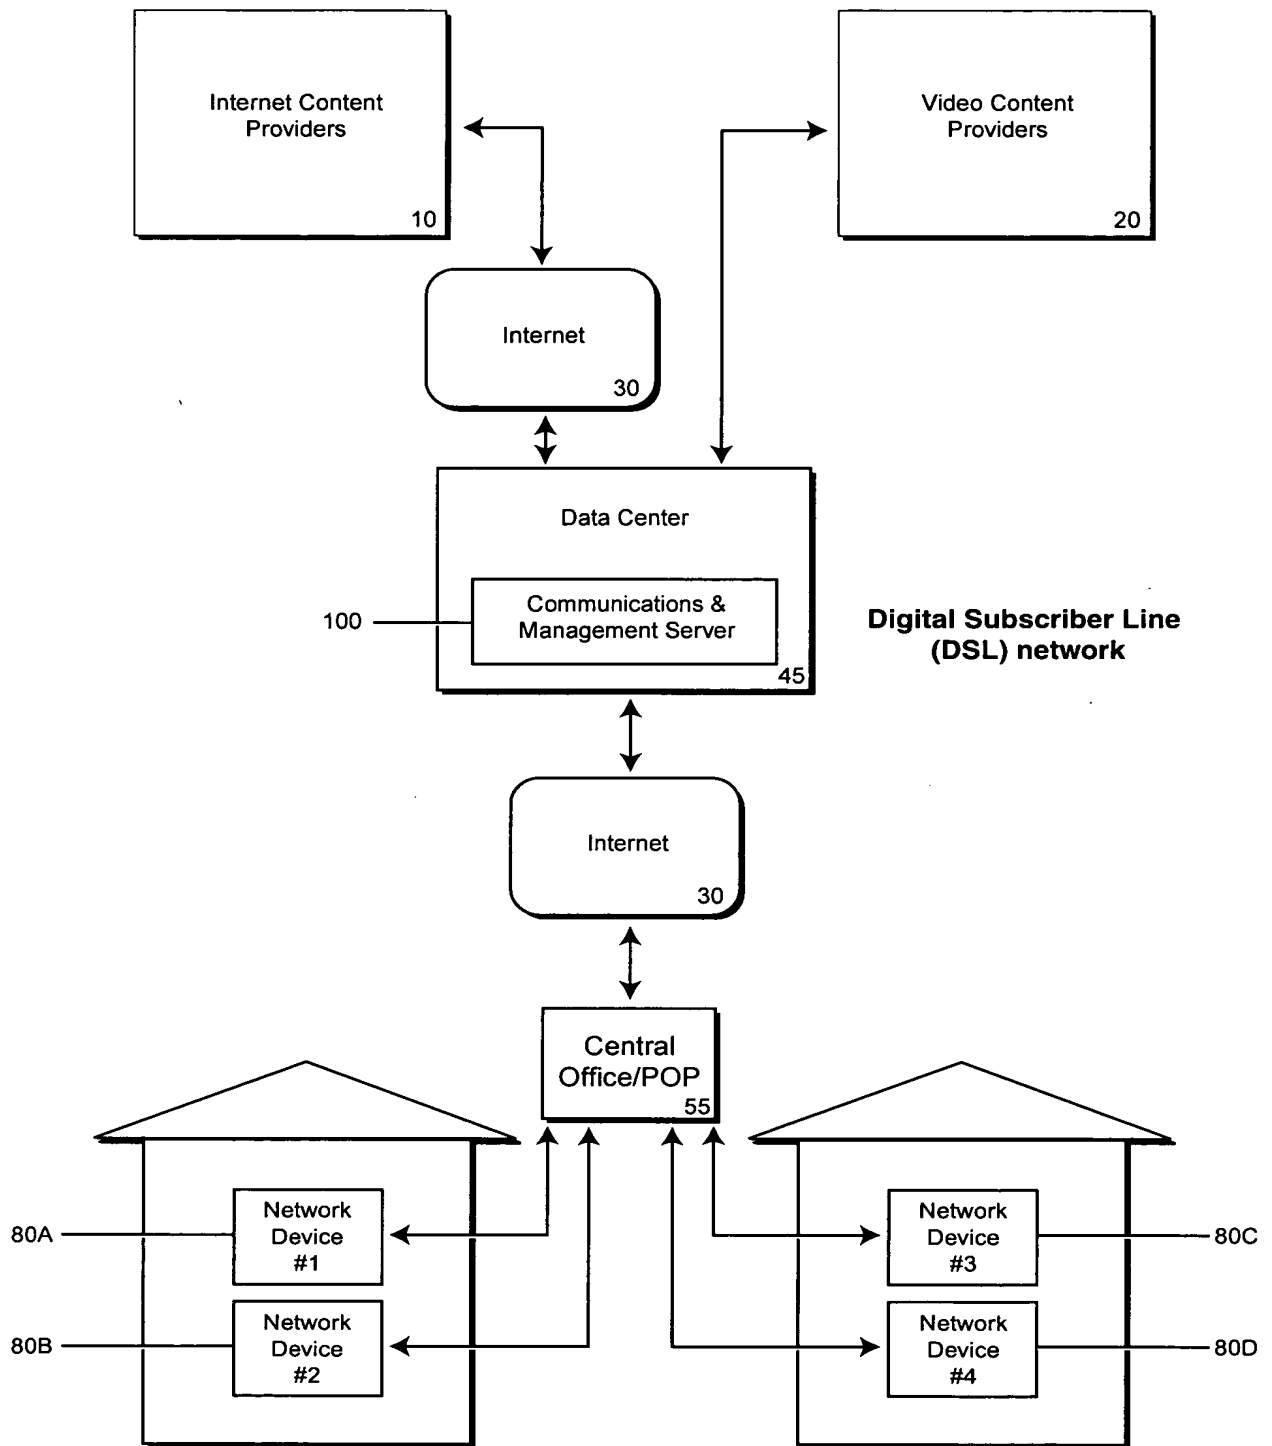 Internet Content
Providers
10
Video Content
Providers
20
Internet
30
Data Center
Communications &
Management Server
100
45
Digital Subscriber Line
(DSL) network
Internet
30
Central
Office/POP
55
Network
Device
#1
80A
Network
Device
#2
80B
Network
Device
#3
80C
Network
Device
#4
80D